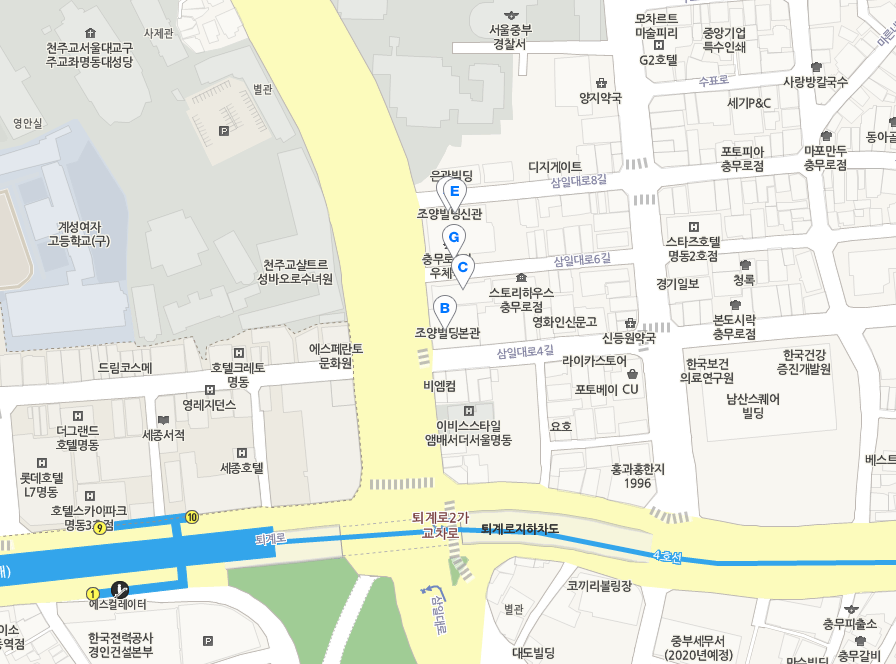 사제관
천주교서울대교구
주교좌명동대성당
서울중부
경찰서
모차르트
마술피리
G2호텔
중앙기업
특수인쇄
별관
P
영안실
양지약국
수표로
사랑방칼국수
세기P&C
포토피아
충무로점
마포만두
충무로점
디지게이트
은관빌딩
삼일대로8길
E
조양빌딩신관
G
계성여자
고등학교(구)
스타즈호텔
명동2호점
C
삼일대로6길
천주교샬트르
성바오로수녀원
경기일보
청록
스토리하우스
충무로점
B
영화인신문고
본도시락
충무로점
조양빌딩본관
신등원약국
에스페란토
문화원
삼일대로4길
라이카스토어
한국보건
의료연구원
한국건강
증진개발원
드림코스메
호텔크레토
명동
비엠컴
포토베이 CU
영레지던스
남산스퀘어
빌딩
이비스스타일
앰배서더서울명동
요호
더그랜드
호텔명동
세종서적
세종호텔
롯데호텔
L7명동
홍과홍한지
1996
베스트
호텔스카이파크
명동3호점
9
10
퇴계로2가
교차로
퇴계로지하차도
퇴계로
4호선
1
에스컬레이터
삼일대로
코끼리볼링장
별관
한국전력공사
경인건설본부
P
대도빌딩
중부세무서
(2020년예정)
충무파출소
충무갈비